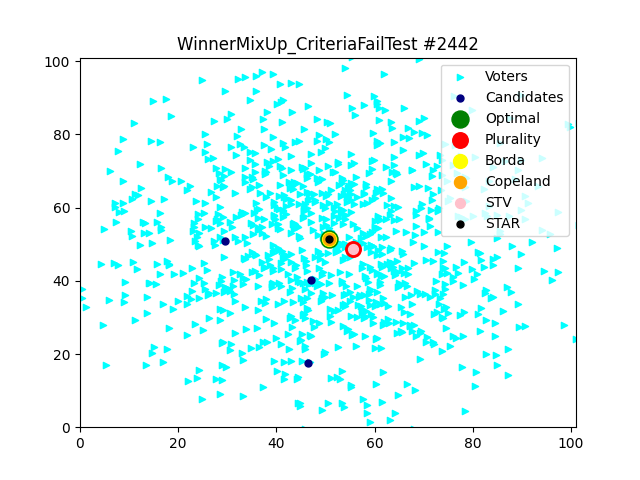 WinnerMixUp_CriteriaFailTest #2442
100
80
60
40
20
0
0 20 40 60 80 100
Voters
Candidates
Optimal
Plurality
Borda
Copeland
STV
STAR